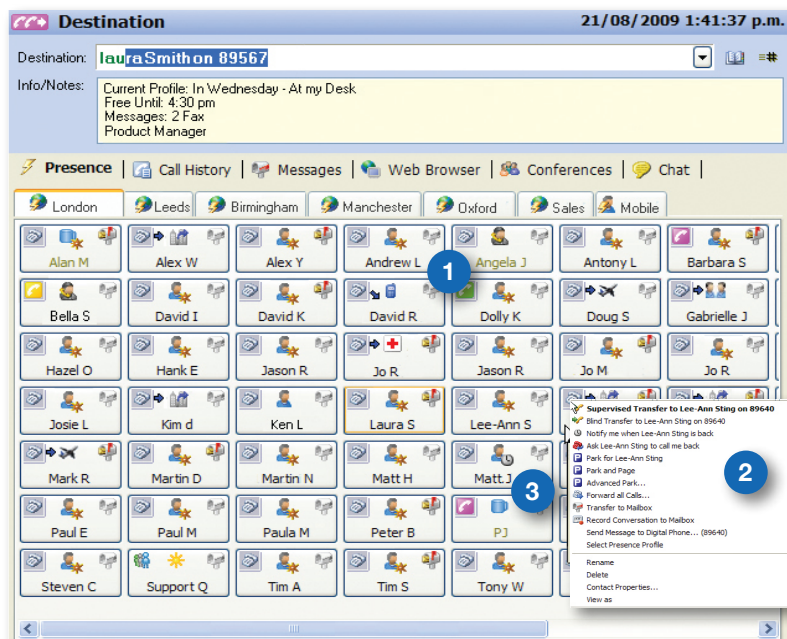 Destination 21/08/2009 1:41:37 p.m.
Destination: lauraSmith on 89567
Info/Notes: Current Profile: In Wednesday - At my Desk
Free Until: 4:30 pm
Messages: 2 Fax
Product Manager
Presence | Call History | Messages | Web Browser | Conferences | Chat |
London Leeds Birmingham Manchester Oxford Sales Mobile
Alan M Alex W Alex Y Andrew L Angela J Antony L Barbara S
1
Bella S David I David K David R Dolly K Doug S Gabrielle J
Hazel O Hank E Jason R Jo R Jason R Jo M Jo R
Josie L Kim d Ken L Laura S Lee-Ann S
Mark R Martin D Martin N Matt H Matt J
Paul E Paul M Paula M Peter B PJ
Steven C Support Q Tim A Tim S Tony W
3
Supervised Transfer to Lee-Ann Sting on 89640
Blind Transfer to Lee-Ann Sting on 89640
Notify me when Lee-Ann Sting is back
Ask Lee-Ann Sting to call me back
Park for Lee-Ann Sting
Park and Page
Advanced Park...
Forward all Calls...
Transfer to Mailbox
Record Conversation to Mailbox
Send Message to Digital Phone... (89640)
Select Presence Profile
Rename
Delete
Contact Properties...
View as
2